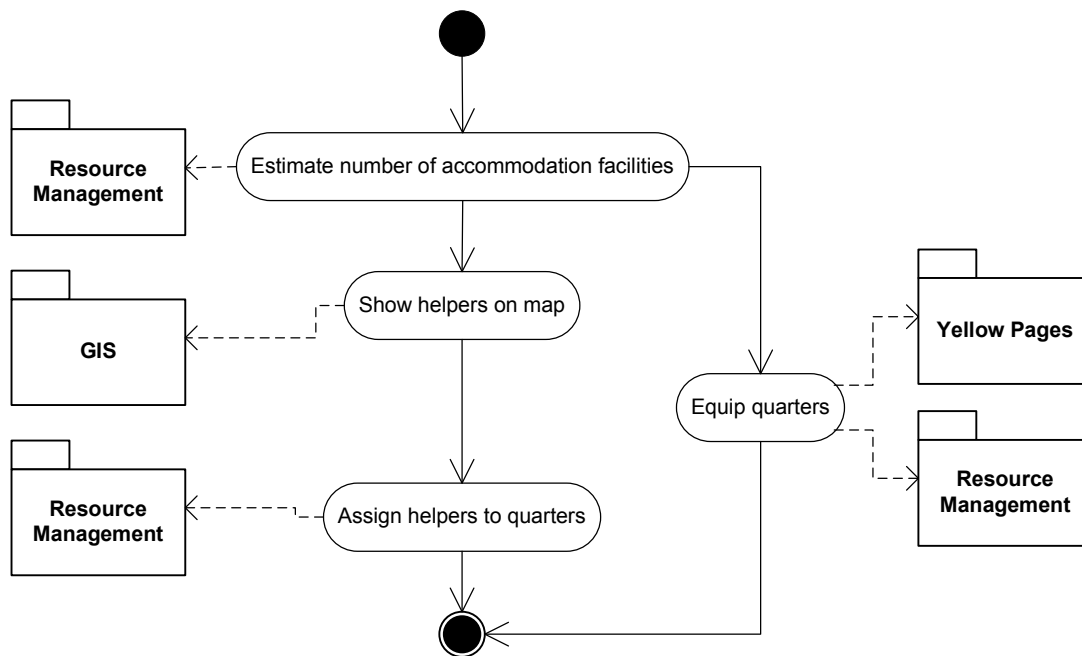 Resource
Management
Estimate number of accommodation facilities
Show helpers on map
GIS
Yellow Pages
Equip quarters
Resource
Management
Assign helpers to quarters
Resource
Management